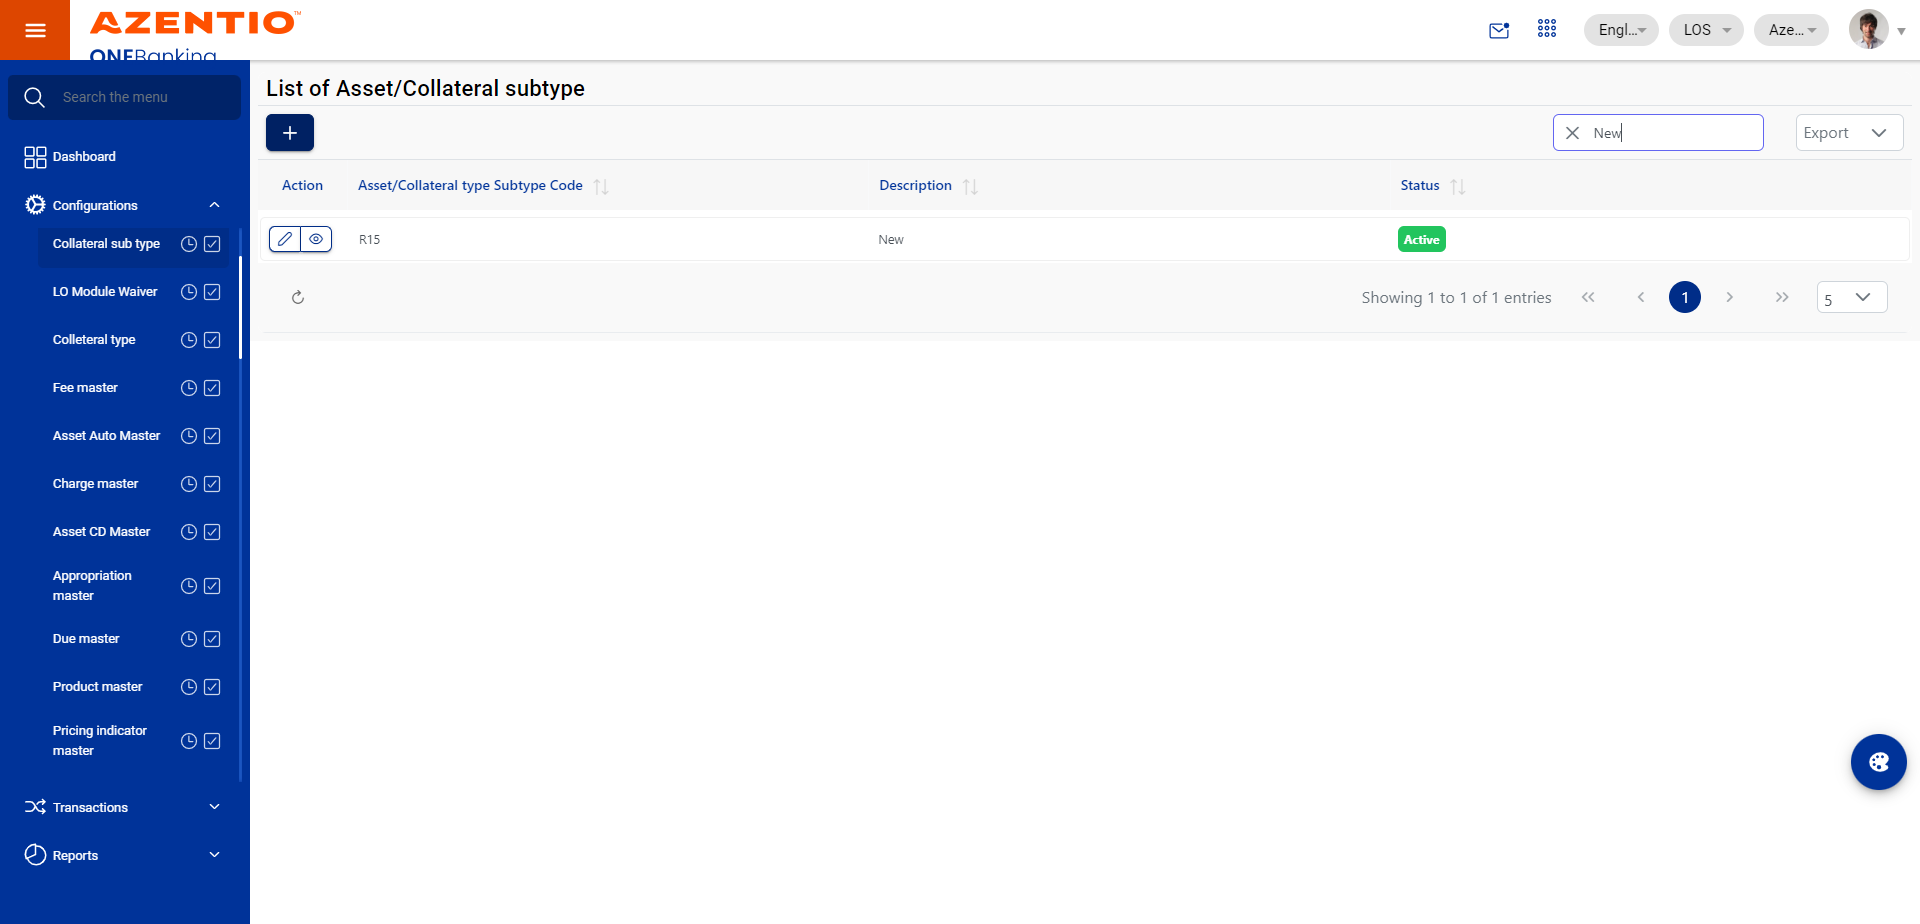 AZENTIO™
ONEBanking
Engl...
LOS
Aze...
Search the menu
Dashboard
Configurations
Collateral sub type
LO Module Waiver
Colleteral type
Fee master
Asset Auto Master
Charge master
Asset CD Master
Appropriation
master
Due master
Product master
Pricing indicator
master
Transactions
Reports
List of Asset/Collateral subtype
New
Export
Action
Asset/Collateral type Subtype Code
Description
Status
R15
New
Active
Showing 1 to 1 of 1 entries
1
5